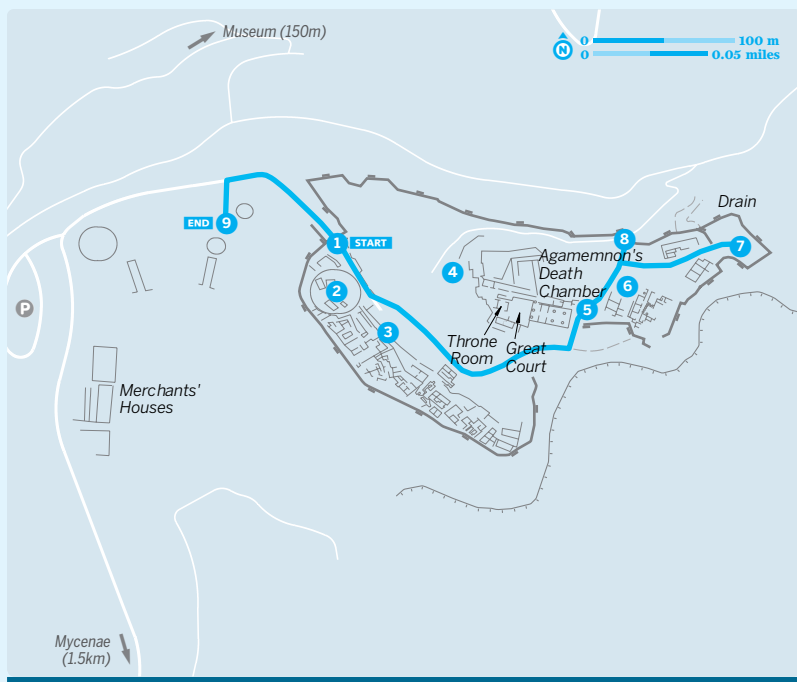 Museum (150m)
N
0 100 m
0 0.05 miles
Drain
END
9
1
START
8
7
4
Agamemnon's
Death
Chamber
2
6
5
P
3
Throne
Room
Great
Court
Merchants'
Houses
Mycenae
(1.5km)